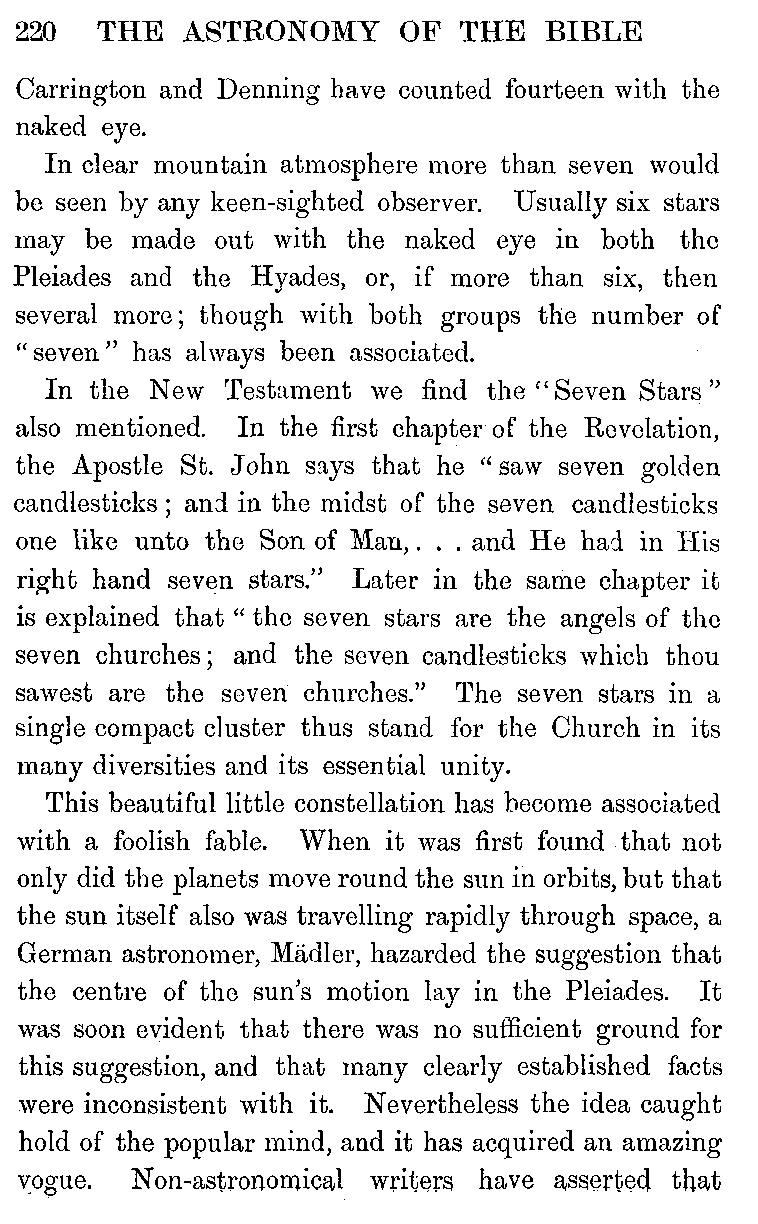 220 THE ASTRONOMY OF THE BIBLE
Carrington and Denning have counted fourteen with the
naked eye.
In clear mountain atmosphere more than seven would
be seen by any keen-sighted observer. Usually six stars
may be made out with the naked eye in both the
Pleiades and the Hyades, or, if more than six, then
several more; though with both groups the number of
“seven” has always been associated.
In the New Testament we find the “Seven Stars”
also mentioned. In the first chapter of the Revelation,
the Apostle St. John says that he “saw seven golden
candlesticks; and in the midst of the seven candlesticks
one like unto the Son of Man, . . . and He had in His
right hand seven stars.” Later in the same chapter it
is explained that “the seven stars are the angels of the
seven churches; and the seven candlesticks which thou
sawest are the seven churches.” The seven stars in a
single compact cluster thus stand for the Church in its
many diversities and its essential unity.
This beautiful little constellation has become associated
with a foolish fable. When it was first found that not
only did the planets move round the sun in orbits, but that
the sun itself also was travelling rapidly through space, a
German astronomer, Mädler, hazarded the suggestion that
the centre of the sun’s motion lay in the Pleiades. It
was soon evident that there was no sufficient ground for
this suggestion, and that many clearly established facts
were inconsistent with it. Nevertheless the idea caught
hold of the popular mind, and it has acquired an amazing
vogue. Non-astronomical writers have asserted that